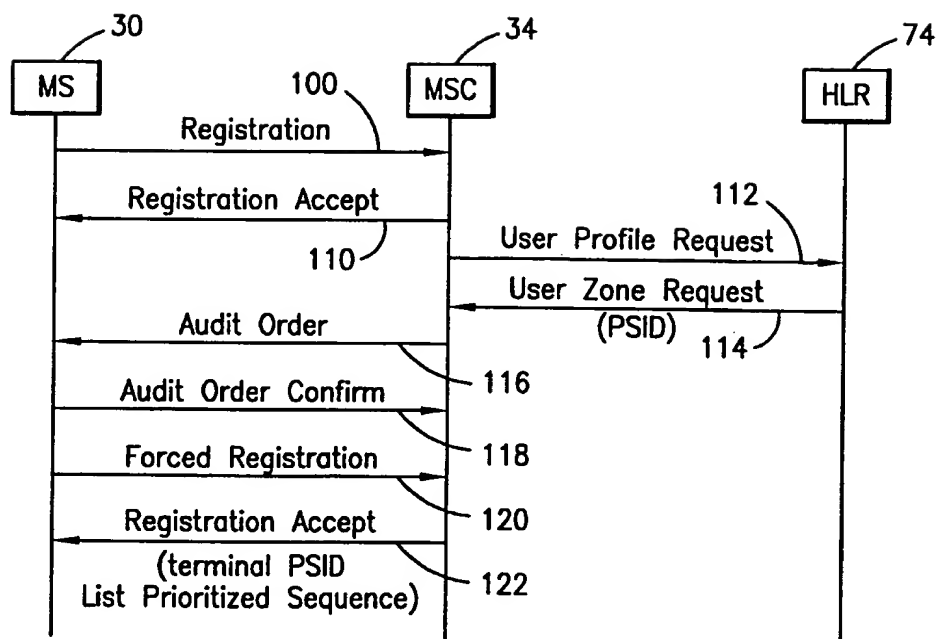 30
34
74
MS
MSC
HLR
100
Registration
Registration Accept
110
112
User Profile Request
User Zone Request
(PSID)
114
Audit Order
116
Audit Order Confirm
118
Forced Registration
120
Registration Accept
(terminal PSID
List Prioritized Sequence)
122